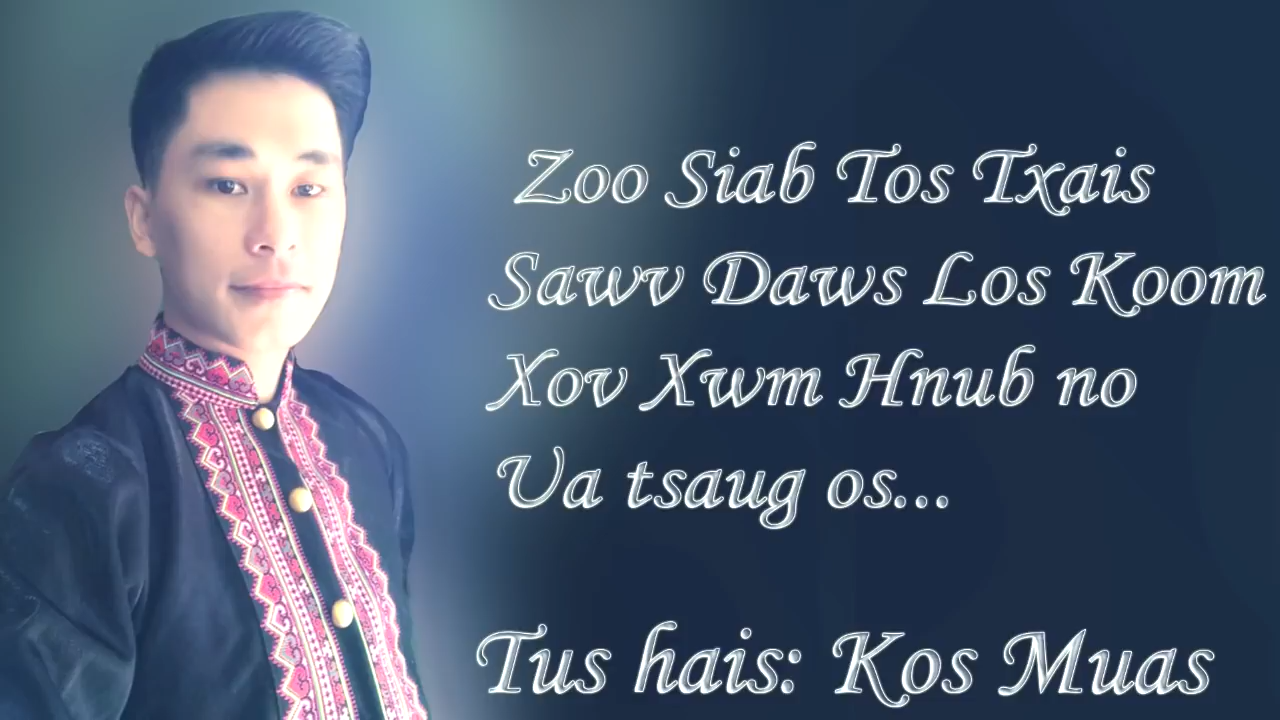 Zoo Siab Tos Txais
Sawv Daws Los Koom
Xov Xwm Hnub no
Ua tsaug os...
Tus hais: Kos Muas